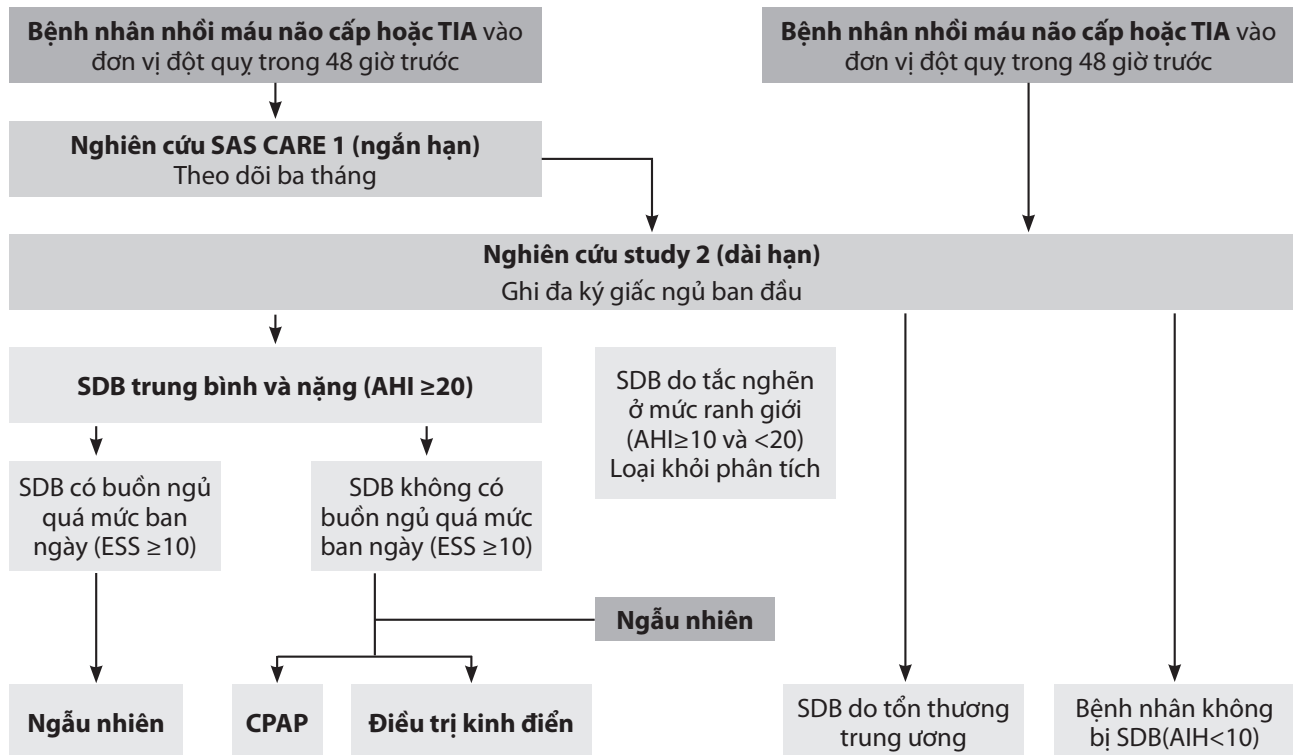 Bệnh nhân nhồi máu não cấp hoặc TIA vào
đơn vị đột quỵ trong 48 giờ trước
Bệnh nhân nhồi máu não cấp hoặc TIA vào
đơn vị đột quỵ trong 48 giờ trước
Nghiên cứu SAS CARE 1 (ngắn hạn)
Theo dõi ba tháng
Nghiên cứu study 2 (dài hạn)
Ghi đa ký giấc ngủ ban đầu
SDB trung bình và nặng (AHI ≥20)
SDB do tắc nghẽn
ở mức ranh giới
(AHI≥10 và <20)
Loại khỏi phân tích
SDB có buồn ngủ
quá mức ban
ngày (ESS ≥10)
SDB không có
buồn ngủ quá mức
ban ngày (ESS ≥10)
Ngẫu nhiên
Ngẫu nhiên
CPAP
Điều trị kinh điển
SDB do tổn thương
trung ương
Bệnh nhân không
bị SDB(AIH<10)